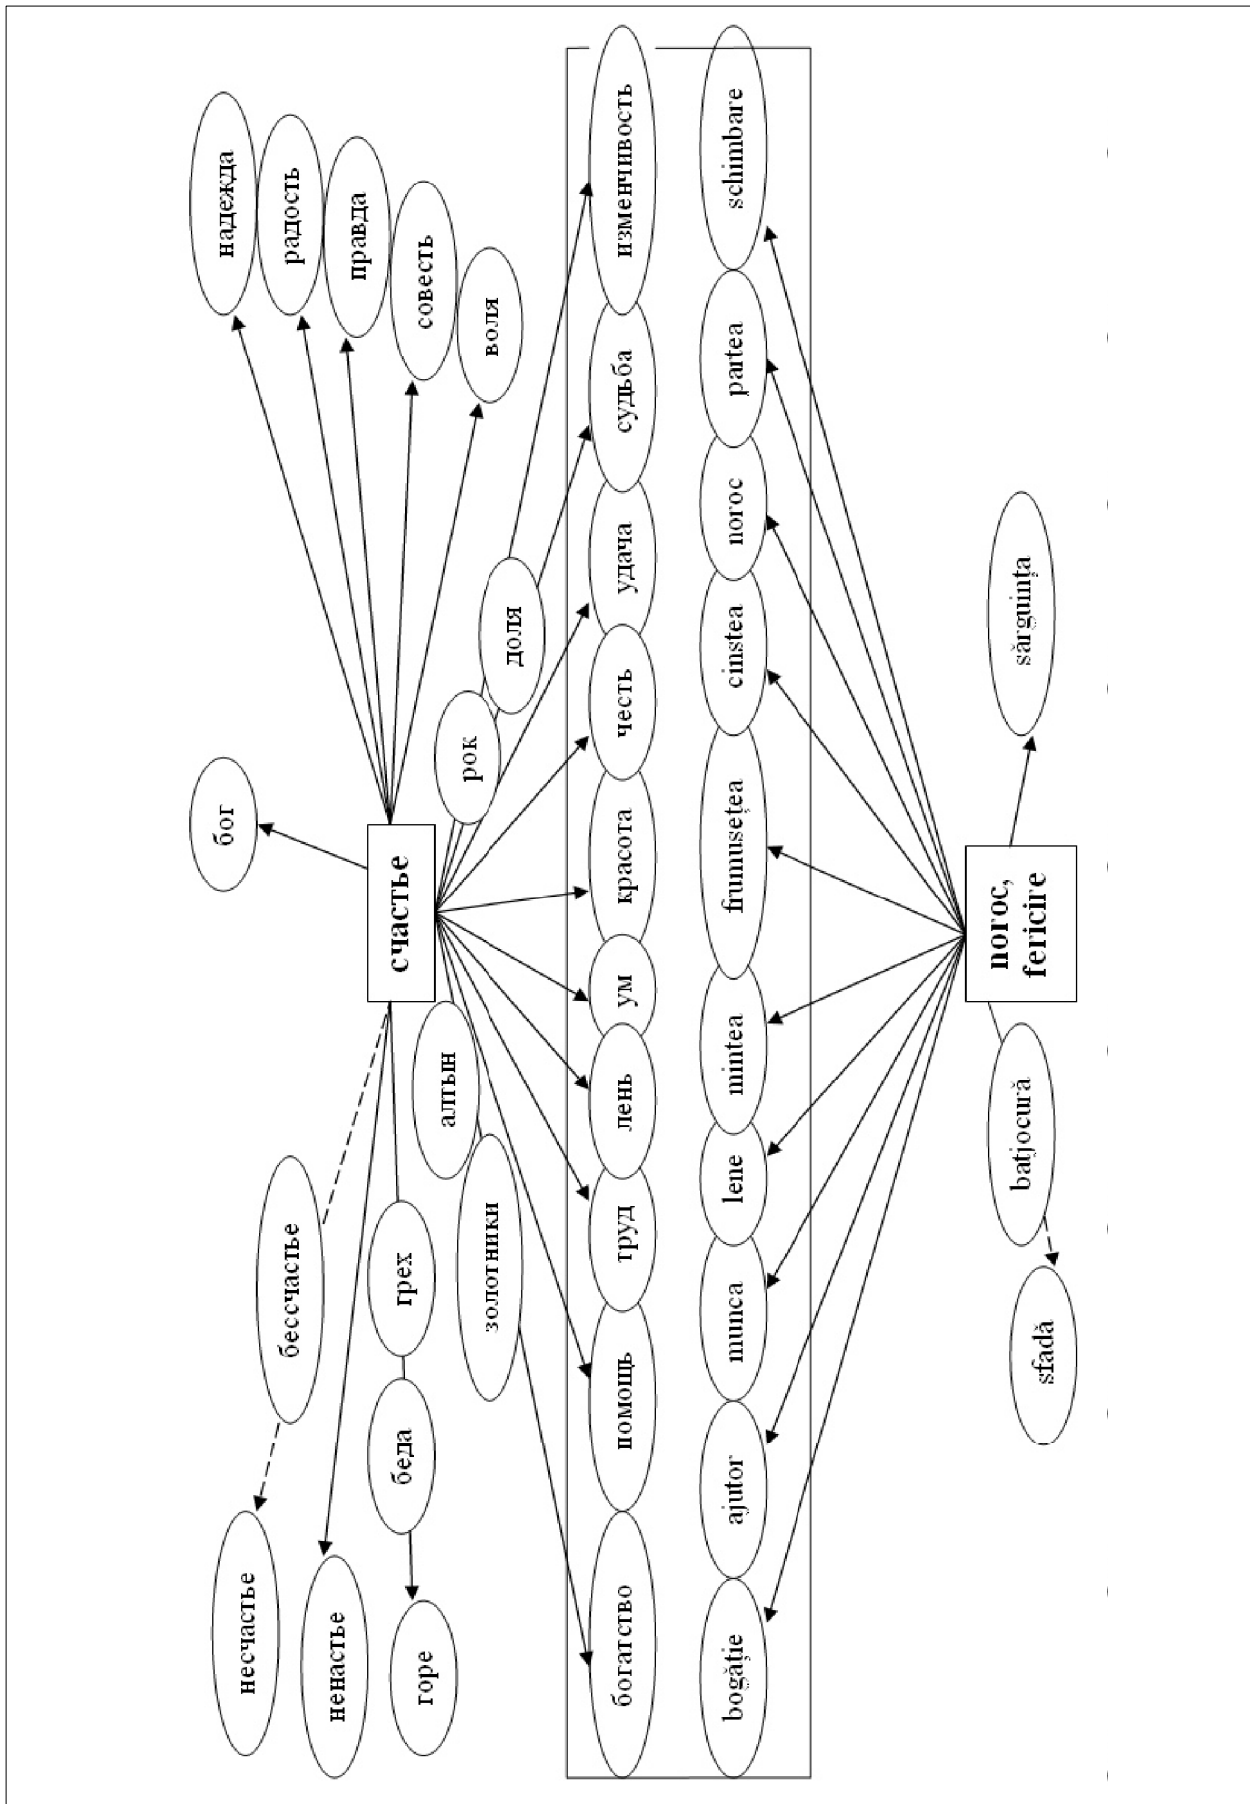 несчастье
бессчастье
бог
надежда
радость
ненастье
правда
горе
беда
грех
счастье
совесть
алтын
рок
воля
золотники
доля
богатство
помощь
труд
лень
ум
красота
честь
удача
судьба
изменчивость
bogăție
ajutor
munca
lene
mintea
frumusețea
cinstea
noroc
partea
schimbare
batjocură
noroc,
fericire
sărguința
sfadă